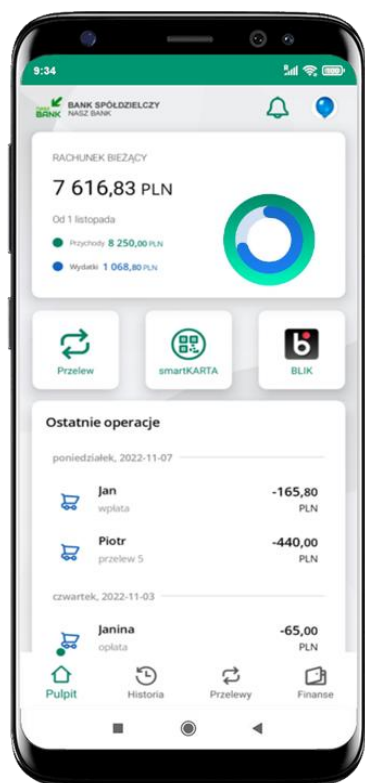 9:34
NASZ
BANK
BANK SPÓŁDZIELCZY
NASZ BANK
RACHUNEK BIEŻĄCY
7 616,83 PLN
Od 1 listopada
Przychody 8 250,00 PLN
Wydatki 1 068,80 PLN
Przelew smartKARTA BLIK
Ostatnie operacje
poniedziałek, 2022-11-07
Jan -165,80
wpłata PLN
Piotr -440,00
przelew 5 PLN
czwartek, 2022-11-03
Janina -65,00
opłata PLN
Pulpit Historia Przelewy Finanse